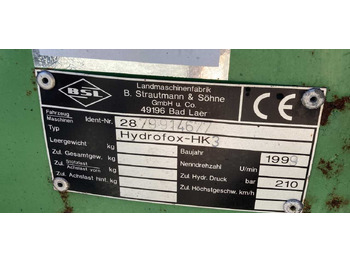 BSL
Landmaschinenfabrik
B. Strautmann & Söhne
GmbH u. Co.
49196 Bad Laer
CE
Fahrzeug
Maschinen Ident-Nr. 28
Typ Hydrofox-HK3
Leergewicht kg Baujahr 1999
Zul. Gesamtgew. kg Nenndrehzahl U/min
Zul. Stützlast kg Zul. Hydr. Druck bar 210
Zul. Achslast vorn
Zul. Achslast hint. kg Zul. Höchstgeschw. km/h